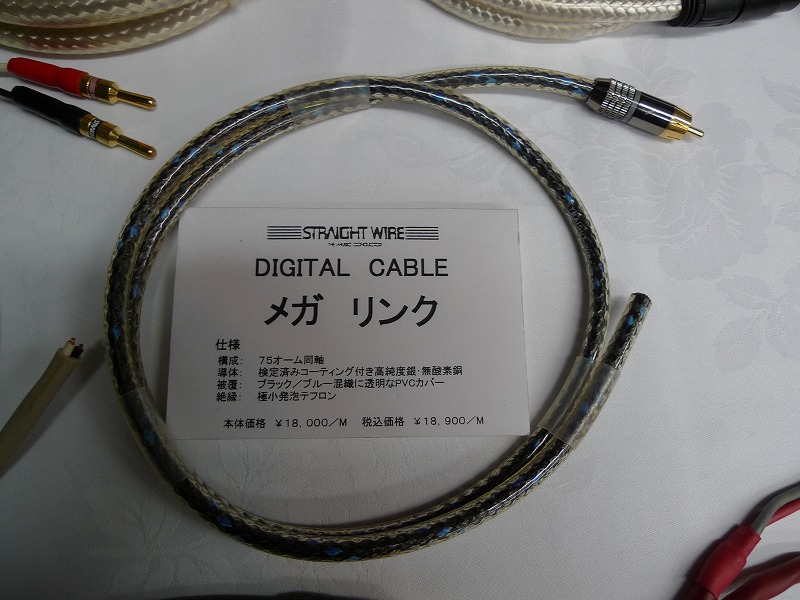 STRAIGHT WIRE
THE MUSIC CONDUCTOR
DIGITAL CABLE
メガ リンク
仕様
構成： 75オーム同軸
導体： 検定済みコーティング付き高純度銀・無酸素銅
被覆： ブラック／ブルー混織に透明なPVCカバー
絶縁： 極小発泡テフロン
本体価格 ￥18,000／M 税込価格 ￥18,900／M